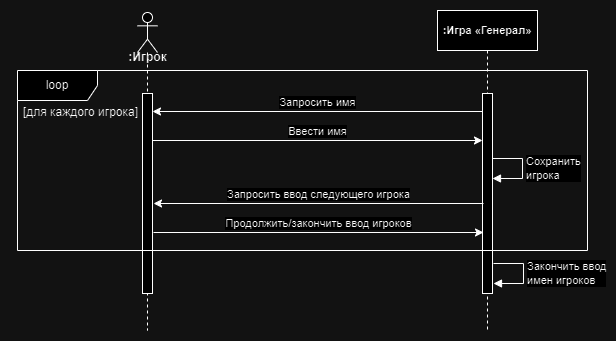 :Игрок
:Игра «Генерал»
loop
[для каждого игрока]
Запросить имя
Ввести имя
Сохранить
игрока
Запросить ввод следующего игрока
Продолжить/закончить ввод игроков
Закончить ввод
имен игроков